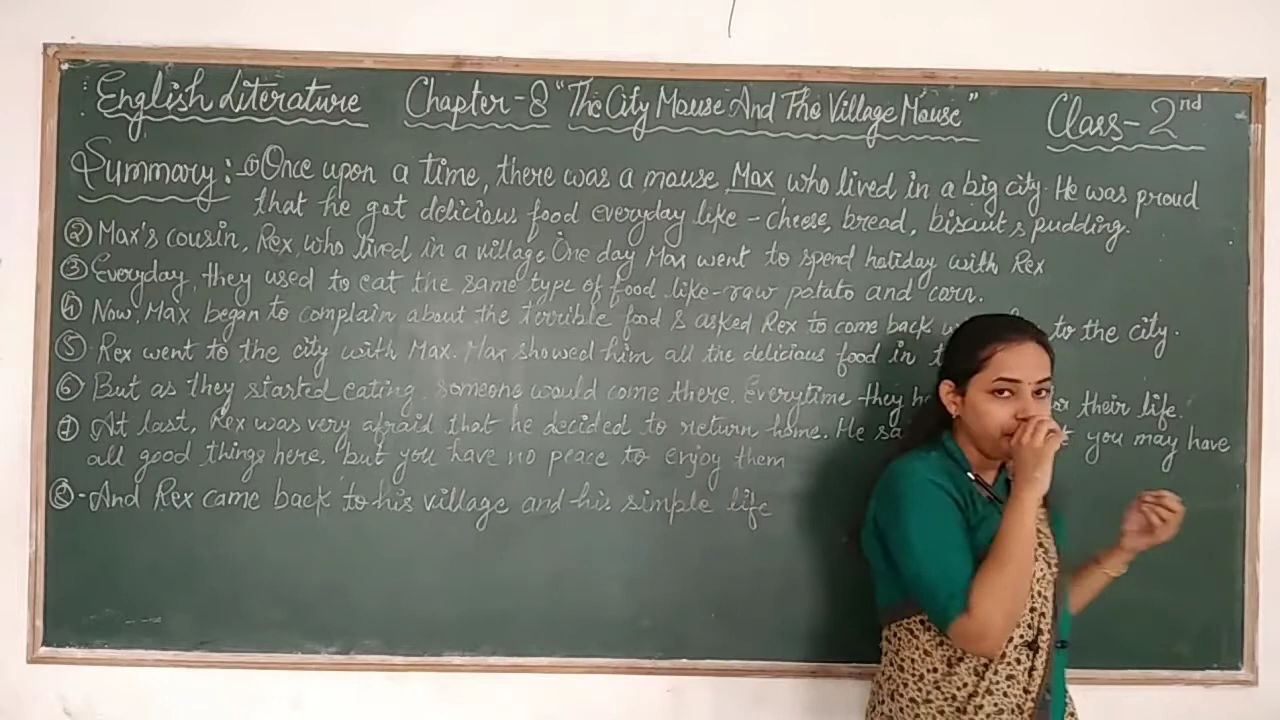 English Literature Chapter-8 "The City Mouse And The Village Mouse" Class-2nd
Summary:-① Once upon a time, there was a mouse Max, who lived in a big city. He was proud
that he got delicious food everyday like - cheese, bread, biscuit & pudding.
② Max's cousin, Rex, who lived in a village. One day Max went to spend holiday with Rex
③ Everyday, they used to eat the same type of food like-raw potato and corn.
④ Now, Max began to complain about the terrible food & asked Rex to come back to the city.
⑤ Rex went to the city with Max. Max showed him all the delicious food in
⑥ But as they started eating, someone would come there. Everytime they their life.
⑦ At last, Rex was very afraid that he decided to return home. He you may have
all good things here, but you have no peace to enjoy them
⑧ - And Rex came back to his village and his simple life